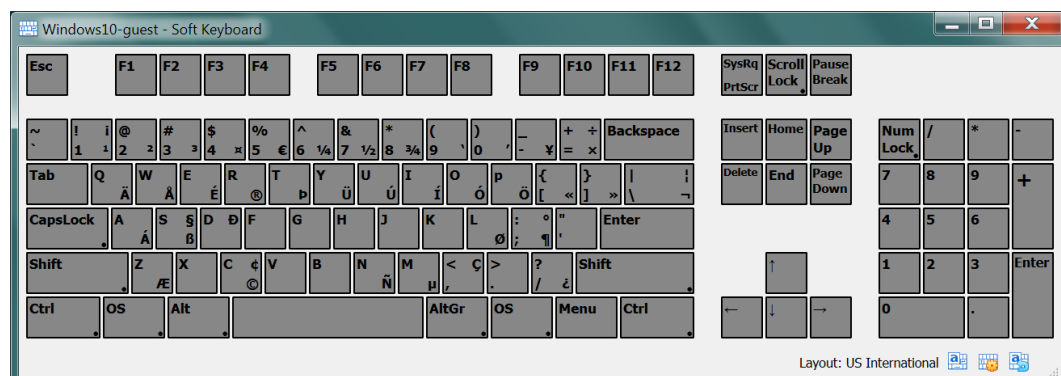 Windows10-guest - Soft Keyboard
X
Esc F1 F2 F3 F4 F5 F6 F7 F8 F9 F10 F11 F12 SysRq Scroll Pause
PrtScr Lock Break
~ ! ¡ @ # $ % ^ & * ( ) _ + ÷ Backspace Insert Home Page Num / * -
` 1 ¹ 2 ² 3 ³ 4 ¤ 5 € 6 ¼ 7 ½ 8 ¾ 9 ‘ 0 ’ - ¥ = × Up Lock
Tab Q W E R T Y U I O p { } | ¦ Delete End Page 7 8 9 +
Ä Å É ® Þ Ü Ú Í Ó Ö [ « ] » \ ¬ Down
CapsLock A S § D Ð F G H J K L : ° " Enter 4 5 6
Á ß Ø ; ¶ '
Shift Z X C ¢ V B N M < Ç > ? Shift ↑ 1 2 3 Enter
Æ © Ñ µ , . / ¿
Ctrl OS Alt AltGr OS Menu Ctrl ← ↓ → 0 .
Layout: US International